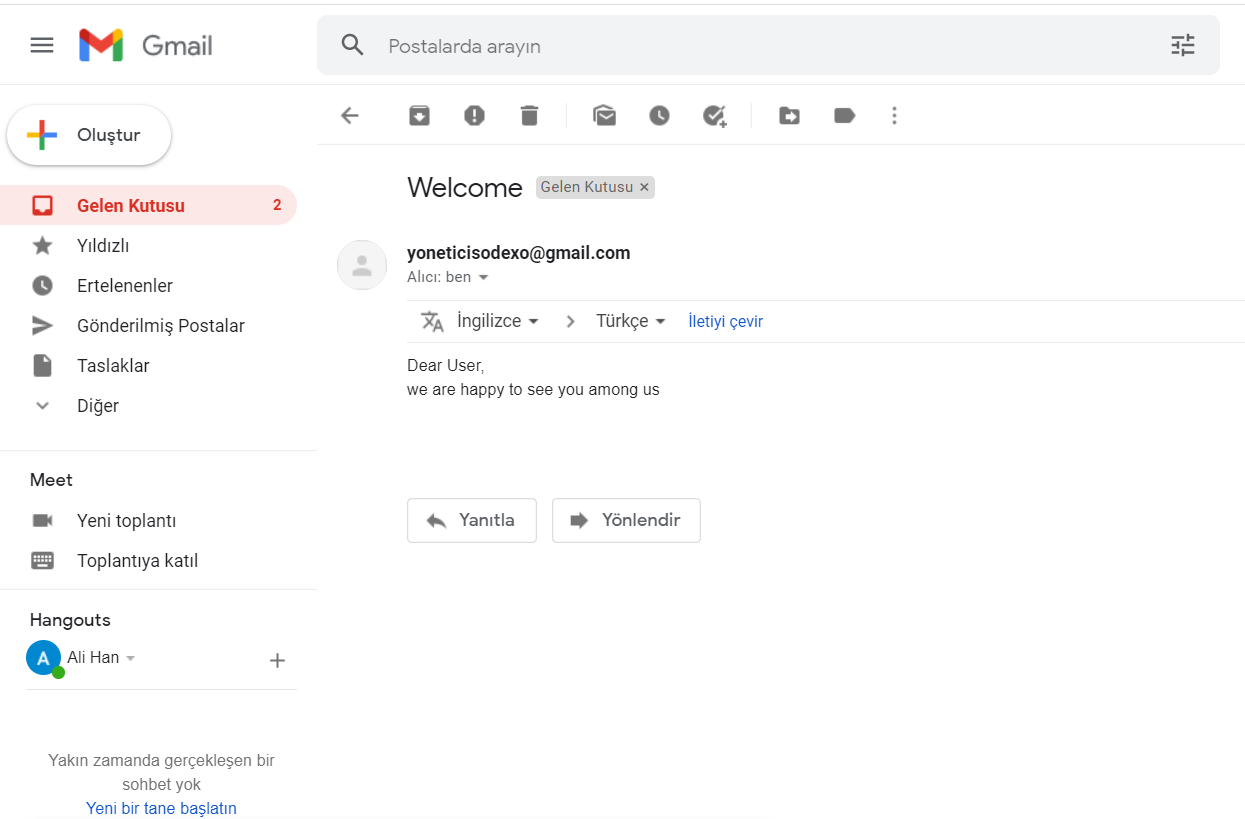 Gmail
Postalarda arayın
Oluştur
Gelen Kutusu 2
Yıldızlı
Ertelenenler
Gönderilmiş Postalar
Taslaklar
Diğer
Meet
Yeni toplantı
Toplantıya katıl
Hangouts
A Ali Han
Yakın zamanda gerçekleşen bir
sohbet yok
Yeni bir tane başlatın
Welcome Gelen Kutusu ×
yoneticisodexo@gmail.com
Alıcı: ben
İngilizce > Türkçe İletiyi çevir
Dear User,
we are happy to see you among us
Yanıtla Yönlendir